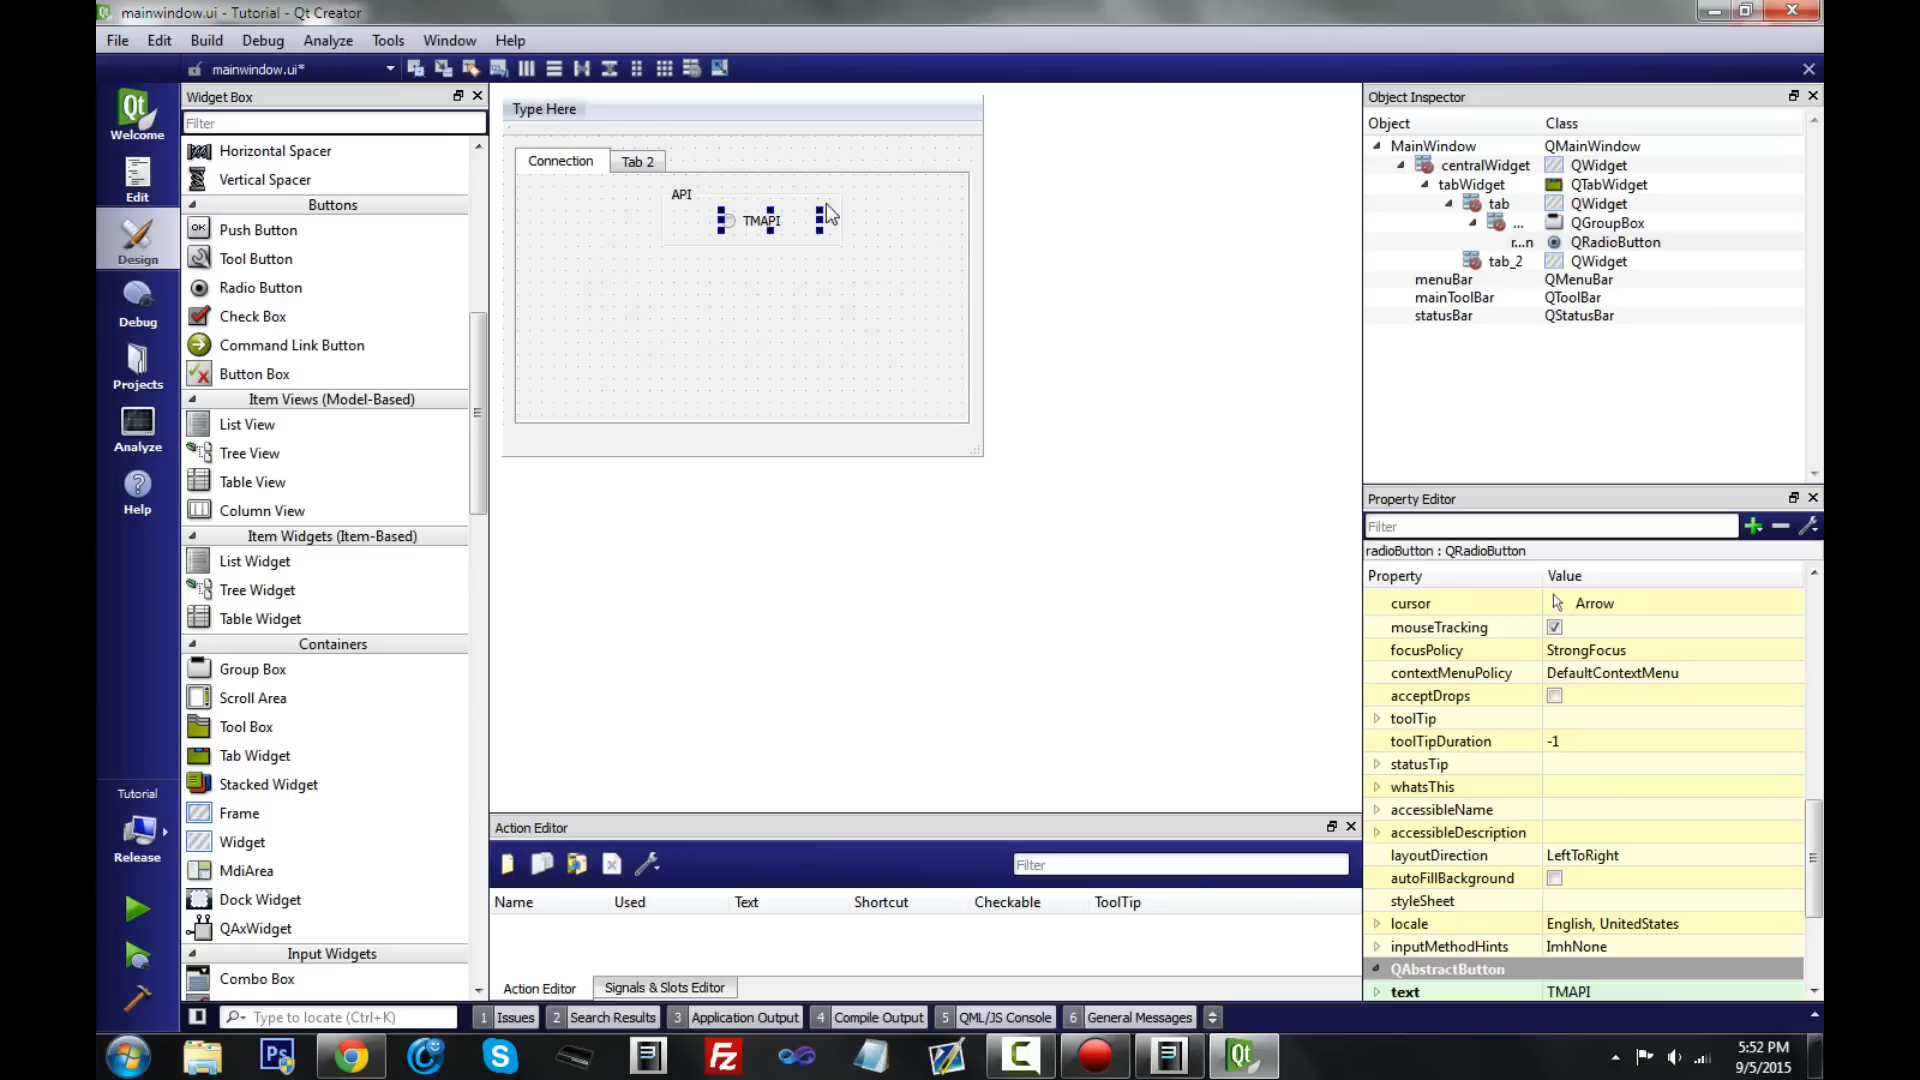 mainwindow.ui - Tutorial - Qt Creator
File Edit Build Debug Analyze Tools Window Help
mainwindow.ui*
Welcome
Edit
Design
Debug
Projects
Analyze
Help
Tutorial
Release
Widget Box
Filter
Horizontal Spacer
Vertical Spacer
Buttons
OK Push Button
Tool Button
Radio Button
Check Box
Command Link Button
Button Box
Item Views (Model-Based)
List View
Tree View
Table View
Column View
Item Widgets (Item-Based)
List Widget
Tree Widget
Table Widget
Containers
Group Box
Scroll Area
Tool Box
Tab Widget
Stacked Widget
Frame
Widget
MdiArea
Dock Widget
QAxWidget
Input Widgets
Combo Box
Type Here
Connection Tab 2
API
TMAPI
Action Editor
Filter
Name Used Text Shortcut Checkable ToolTip
Action Editor Signals & Slots Editor
Object Inspector
Object Class
MainWindow QMainWindow
centralWidget QWidget
tabWidget QTabWidget
tab QWidget
... QGroupBox
r...n QRadioButton
tab_2 QWidget
menuBar QMenuBar
mainToolBar QToolBar
statusBar QStatusBar
Property Editor
Filter
radioButton : QRadioButton
Property Value
cursor Arrow
mouseTracking
focusPolicy StrongFocus
contextMenuPolicy DefaultContextMenu
acceptDrops
toolTip
toolTipDuration -1
statusTip
whatsThis
accessibleName
accessibleDescription
layoutDirection LeftToRight
autoFillBackground
styleSheet
locale English, UnitedStates
inputMethodHints ImhNone
QAbstractButton
text TMAPI
Type to locate (Ctrl+K) 1 Issues 2 Search Results 3 Application Output 4 Compile Output 5 QML/JS Console 6 General Messages
5:52 PM
9/5/2015